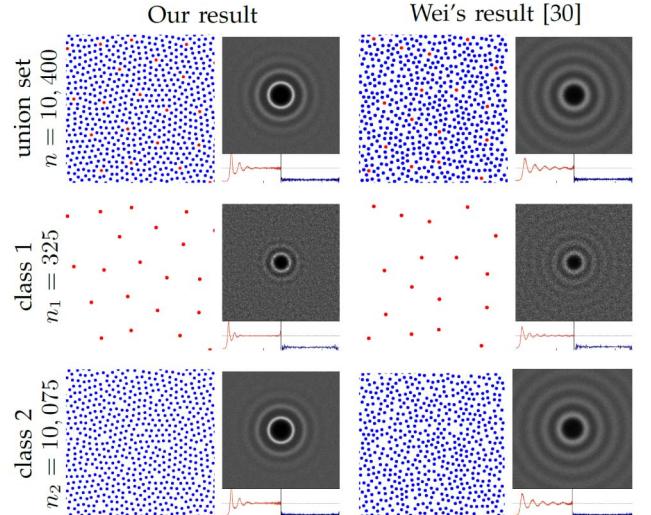 Our result
Wei's result [30]
union set
n = 10, 400
class 1
n₁ = 325
class 2
n₂ = 10, 075